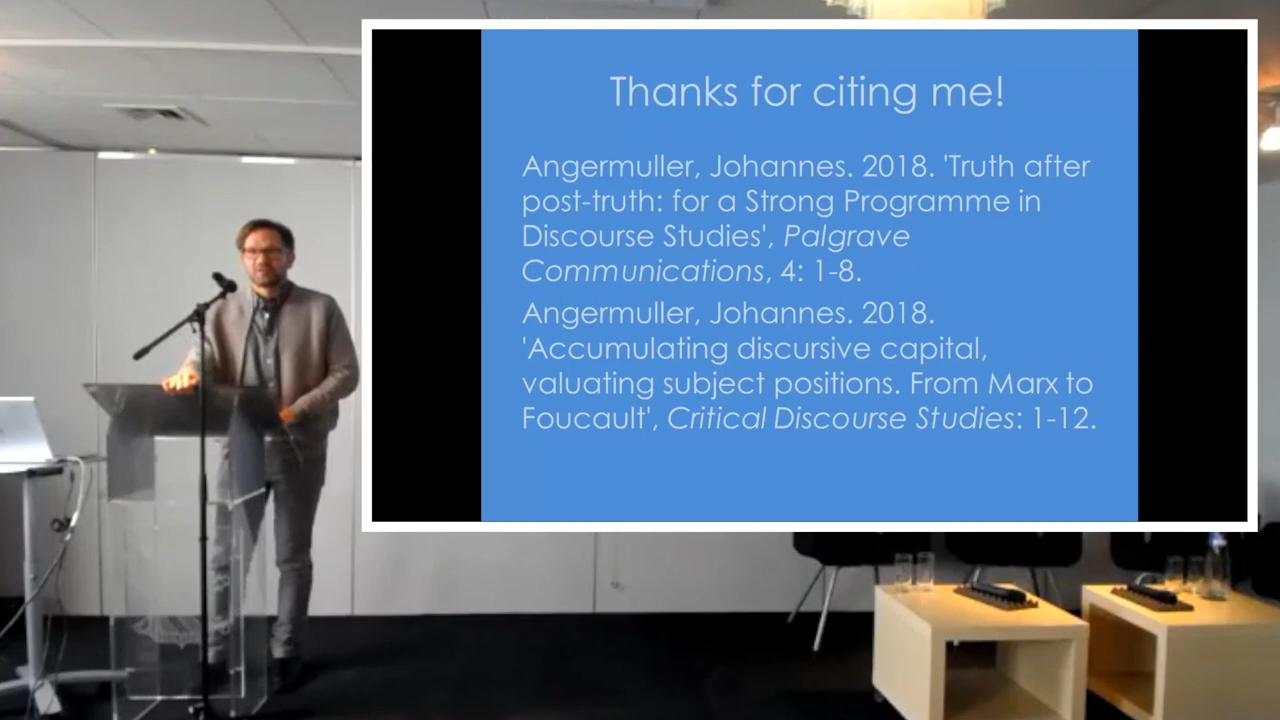 Thanks for citing me!
Angermuller, Johannes. 2018. 'Truth after
post-truth: for a Strong Programme in
Discourse Studies', Palgrave
Communications, 4: 1-8.
Angermuller, Johannes. 2018.
'Accumulating discursive capital,
valuating subject positions. From Marx to
Foucault', Critical Discourse Studies: 1-12.